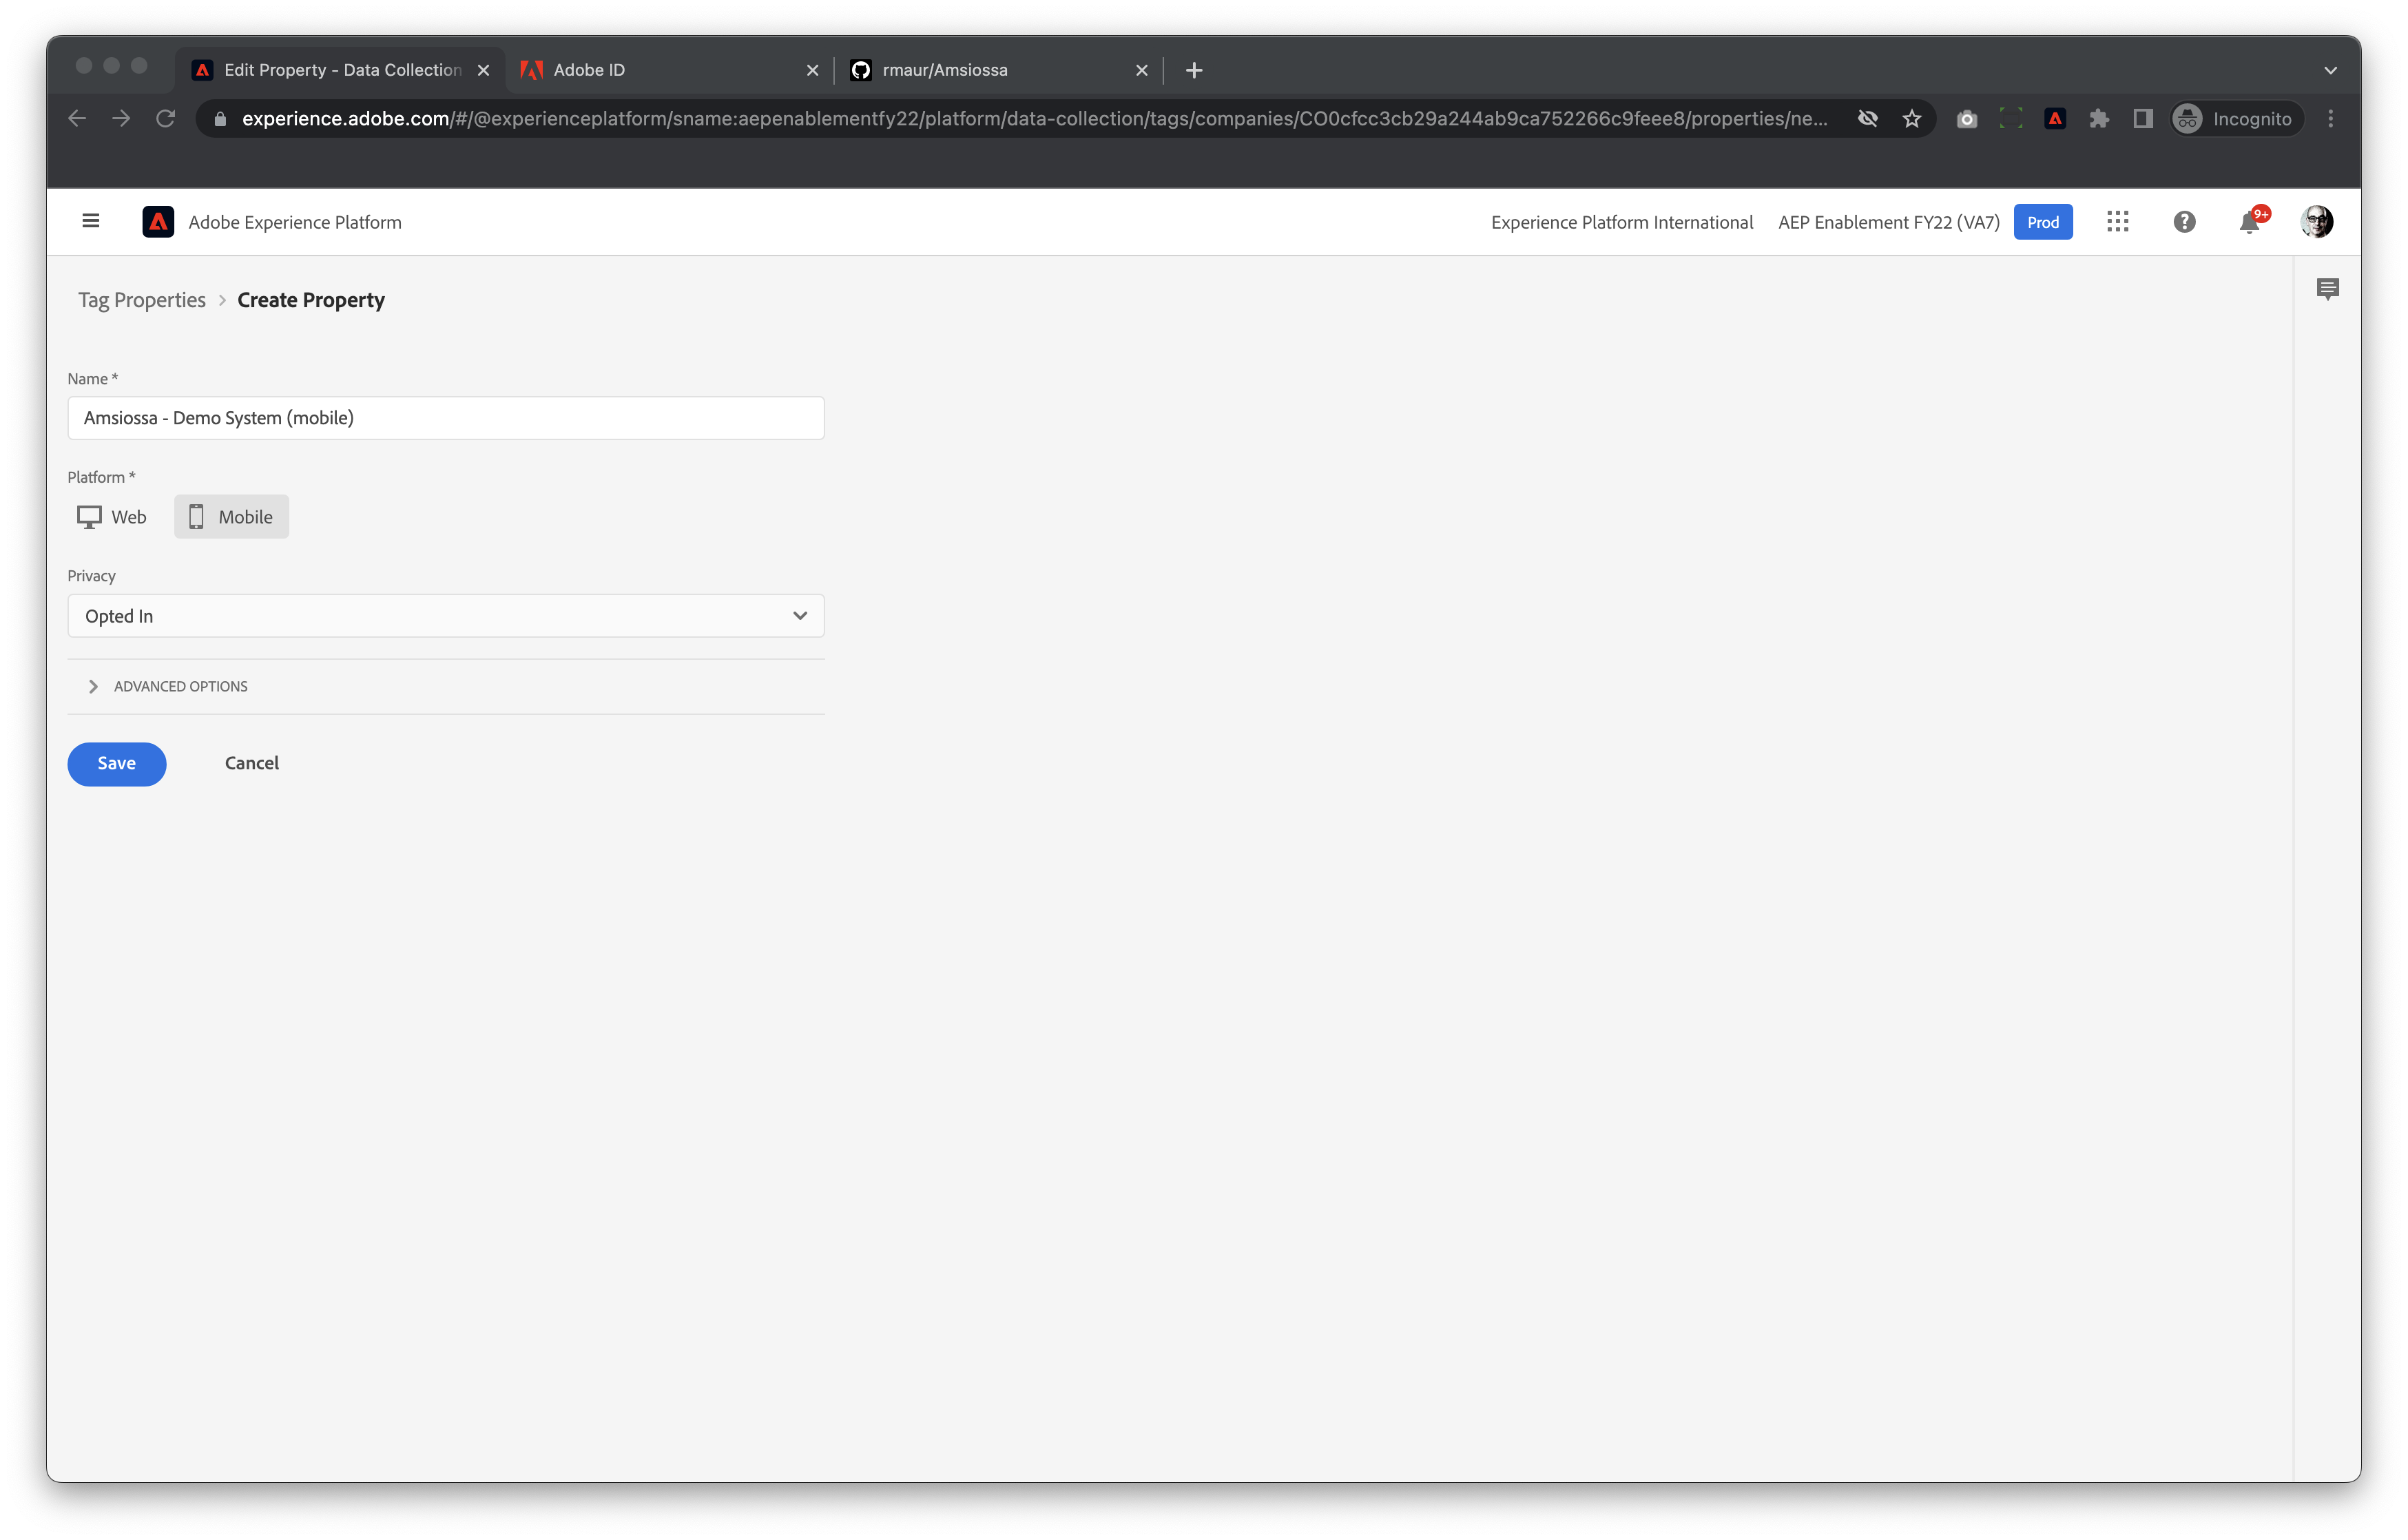 Edit Property - Data Collection
Adobe ID
rmaur/Amsiossa
experience.adobe.com/#/@experienceplatform/sname:aepenablementfy22/platform/data-collection/tags/companies/CO0cfcc3cb29a244ab9ca752266c9feee8/properties/ne...
Incognito
Adobe Experience Platform
Experience Platform International
AEP Enablement FY22 (VA7)
Prod
9+
Tag Properties > Create Property
Name *
Amsiossa - Demo System (mobile)
Platform *
Web
Mobile
Privacy
Opted In
ADVANCED OPTIONS
Save
Cancel